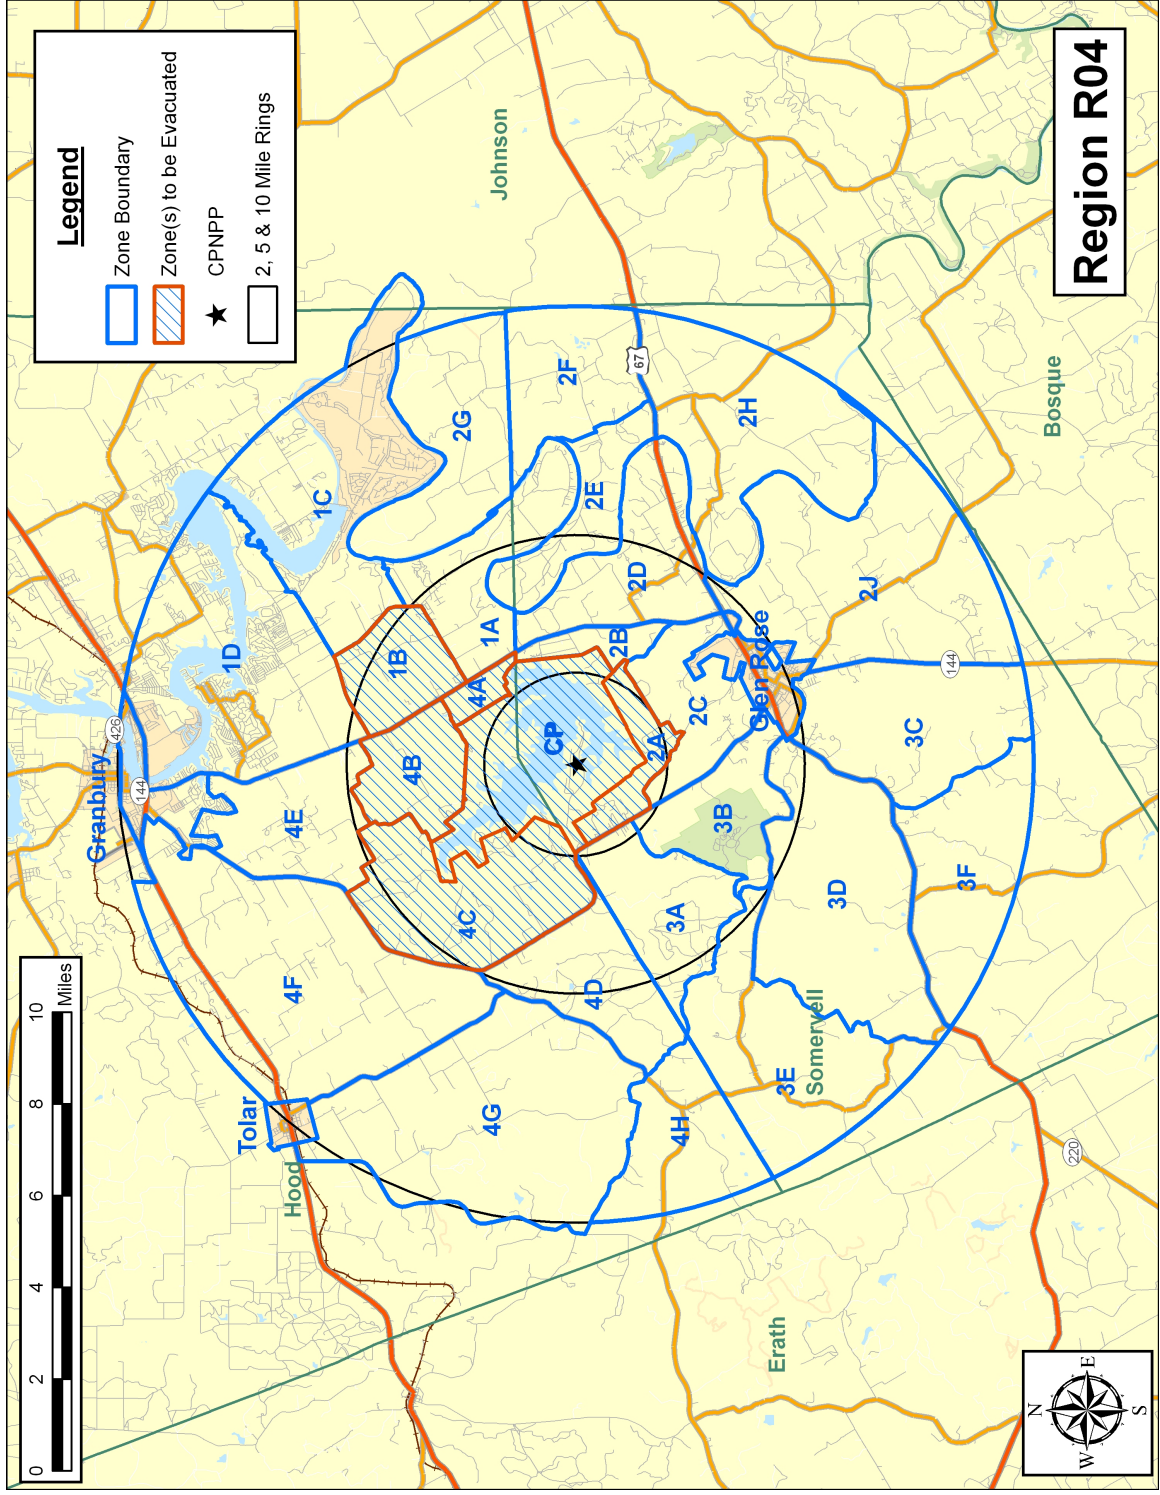 Legend
Zone Boundary
Zone(s) to be Evacuated
CPNPP
2, 5 & 10 Mile Rings
Region R04
0 2 4 6 8 10
Miles
Granbury
Tolar
Glen Rose
Hood
Johnson
Bosque
Somervell
Erath
426
144
67
144
220
CP
1A
1B
1C
1D
2A
2B
2C
2D
2E
2F
2G
2H
2J
3A
3B
3C
3D
3E
3F
4A
4B
4C
4D
4E
4F
4G
4H
N
E
S
W